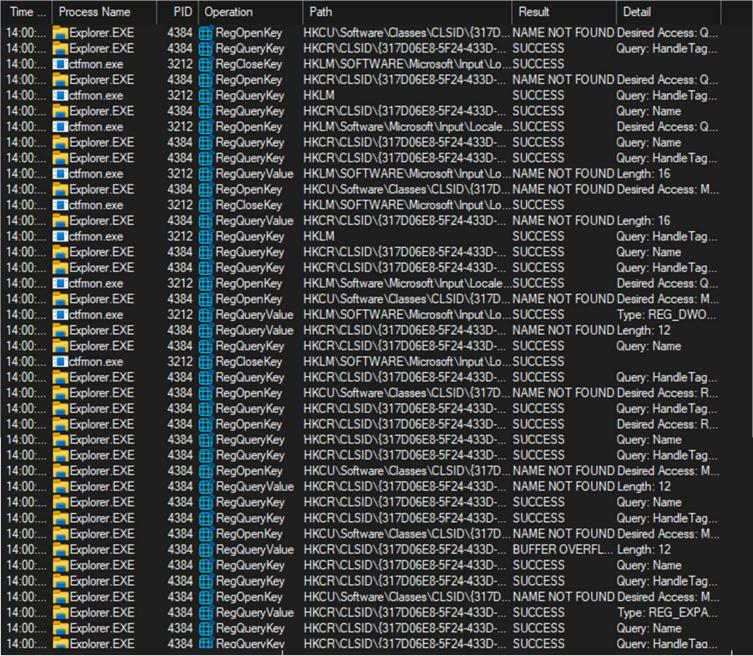 Time ... Process Name PID Operation Path Result Detail
14:00:... Explorer.EXE 4384 RegOpenKey HKCU\Software\Classes\CLSID\{317D... NAME NOT FOUND Desired Access: Q...
14:00:... Explorer.EXE 4384 RegQueryKey HKCR\CLSID\{317D06E8-5F24-433D-... SUCCESS Query: HandleTag...
14:00:... ctfmon.exe 3212 RegCloseKey HKLM\SOFTWARE\Microsoft\Input\Lo... SUCCESS
14:00:... Explorer.EXE 4384 RegOpenKey HKCU\Software\Classes\CLSID\{317D... NAME NOT FOUND Desired Access: Q...
14:00:... ctfmon.exe 3212 RegQueryKey HKLM SUCCESS Query: HandleTag...
14:00:... Explorer.EXE 4384 RegQueryKey HKCR\CLSID\{317D06E8-5F24-433D-... SUCCESS Query: Name
14:00:... ctfmon.exe 3212 RegOpenKey HKLM\Software\Microsoft\Input\Locale... SUCCESS Desired Access: Q...
14:00:... Explorer.EXE 4384 RegQueryKey HKCR\CLSID\{317D06E8-5F24-433D-... SUCCESS Query: Name
14:00:... Explorer.EXE 4384 RegQueryKey HKCR\CLSID\{317D06E8-5F24-433D-... SUCCESS Query: HandleTag...
14:00:... ctfmon.exe 3212 RegQueryValue HKLM\SOFTWARE\Microsoft\Input\Lo... NAME NOT FOUND Length: 16
14:00:... Explorer.EXE 4384 RegOpenKey HKCU\Software\Classes\CLSID\{317D... NAME NOT FOUND Desired Access: M...
14:00:... ctfmon.exe 3212 RegCloseKey HKLM\SOFTWARE\Microsoft\Input\Lo... SUCCESS
14:00:... Explorer.EXE 4384 RegQueryValue HKCR\CLSID\{317D06E8-5F24-433D-... NAME NOT FOUND Length: 16
14:00:... ctfmon.exe 3212 RegQueryKey HKLM SUCCESS Query: HandleTag...
14:00:... Explorer.EXE 4384 RegQueryKey HKCR\CLSID\{317D06E8-5F24-433D-... SUCCESS Query: Name
14:00:... Explorer.EXE 4384 RegQueryKey HKCR\CLSID\{317D06E8-5F24-433D-... SUCCESS Query: HandleTag...
14:00:... ctfmon.exe 3212 RegOpenKey HKLM\Software\Microsoft\Input\Locale... SUCCESS Desired Access: Q...
14:00:... Explorer.EXE 4384 RegOpenKey HKCU\Software\Classes\CLSID\{317D... NAME NOT FOUND Desired Access: M...
14:00:... ctfmon.exe 3212 RegQueryValue HKLM\SOFTWARE\Microsoft\Input\Lo... SUCCESS Type: REG_DWO...
14:00:... Explorer.EXE 4384 RegQueryValue HKCR\CLSID\{317D06E8-5F24-433D-... NAME NOT FOUND Length: 12
14:00:... Explorer.EXE 4384 RegQueryKey HKCR\CLSID\{317D06E8-5F24-433D-... SUCCESS Query: Name
14:00:... ctfmon.exe 3212 RegCloseKey HKLM\SOFTWARE\Microsoft\Input\Lo... SUCCESS
14:00:... Explorer.EXE 4384 RegQueryKey HKCR\CLSID\{317D06E8-5F24-433D-... SUCCESS Query: HandleTag...
14:00:... Explorer.EXE 4384 RegOpenKey HKCU\Software\Classes\CLSID\{317D... NAME NOT FOUND Desired Access: R...
14:00:... Explorer.EXE 4384 RegQueryKey HKCR\CLSID\{317D06E8-5F24-433D-... SUCCESS Query: HandleTag...
14:00:... Explorer.EXE 4384 RegOpenKey HKCR\CLSID\{317D06E8-5F24-433D-... SUCCESS Desired Access: R...
14:00:... Explorer.EXE 4384 RegQueryKey HKCR\CLSID\{317D06E8-5F24-433D-... SUCCESS Query: Name
14:00:... Explorer.EXE 4384 RegQueryKey HKCR\CLSID\{317D06E8-5F24-433D-... SUCCESS Query: HandleTag...
14:00:... Explorer.EXE 4384 RegOpenKey HKCU\Software\Classes\CLSID\{317D... NAME NOT FOUND Desired Access: M...
14:00:... Explorer.EXE 4384 RegQueryValue HKCR\CLSID\{317D06E8-5F24-433D-... NAME NOT FOUND Length: 12
14:00:... Explorer.EXE 4384 RegQueryKey HKCR\CLSID\{317D06E8-5F24-433D-... SUCCESS Query: Name
14:00:... Explorer.EXE 4384 RegQueryKey HKCR\CLSID\{317D06E8-5F24-433D-... SUCCESS Query: HandleTag...
14:00:... Explorer.EXE 4384 RegOpenKey HKCU\Software\Classes\CLSID\{317D... NAME NOT FOUND Desired Access: M...
14:00:... Explorer.EXE 4384 RegQueryValue HKCR\CLSID\{317D06E8-5F24-433D-... BUFFER OVERFL... Length: 12
14:00:... Explorer.EXE 4384 RegQueryKey HKCR\CLSID\{317D06E8-5F24-433D-... SUCCESS Query: Name
14:00:... Explorer.EXE 4384 RegQueryKey HKCR\CLSID\{317D06E8-5F24-433D-... SUCCESS Query: HandleTag...
14:00:... Explorer.EXE 4384 RegOpenKey HKCU\Software\Classes\CLSID\{317D... NAME NOT FOUND Desired Access: M...
14:00:... Explorer.EXE 4384 RegQueryValue HKCR\CLSID\{317D06E8-5F24-433D-... SUCCESS Type: REG_EXPA...
14:00:... Explorer.EXE 4384 RegQueryKey HKCR\CLSID\{317D06E8-5F24-433D-... SUCCESS Query: Name
14:00:... Explorer.EXE 4384 RegQueryKey HKCR\CLSID\{317D06E8-5F24-433D-... SUCCESS Query: HandleTag...